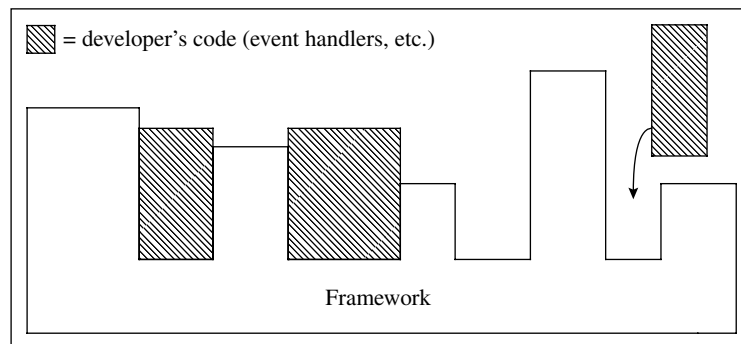 = developer’s code (event handlers, etc.)
Framework